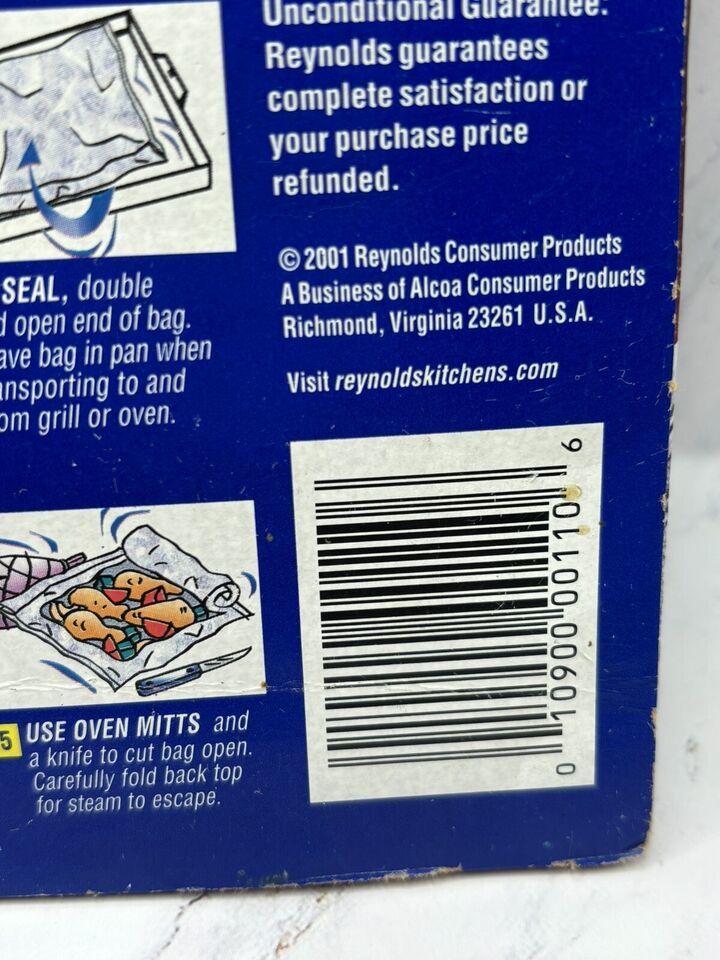 Unconditional Guarantee:
Reynolds guarantees
complete satisfaction or
your purchase price
refunded.
© 2001 Reynolds Consumer Products
A Business of Alcoa Consumer Products
Richmond, Virginia 23261 U.S.A.
Visit reynoldskitchens.com
SEAL, double
open end of bag.
bag in pan when
to and
grill or oven.
5 USE OVEN MITTS and
a knife to cut bag open.
Carefully fold back top
for steam to escape.
0 10900 00110 6